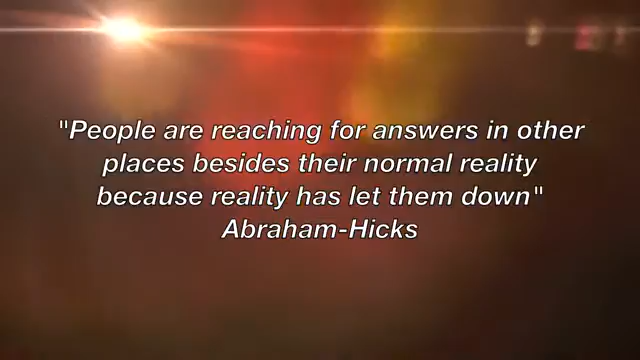 "People are reaching for answers in other
places besides their normal reality
because reality has let them down"
Abraham-Hicks